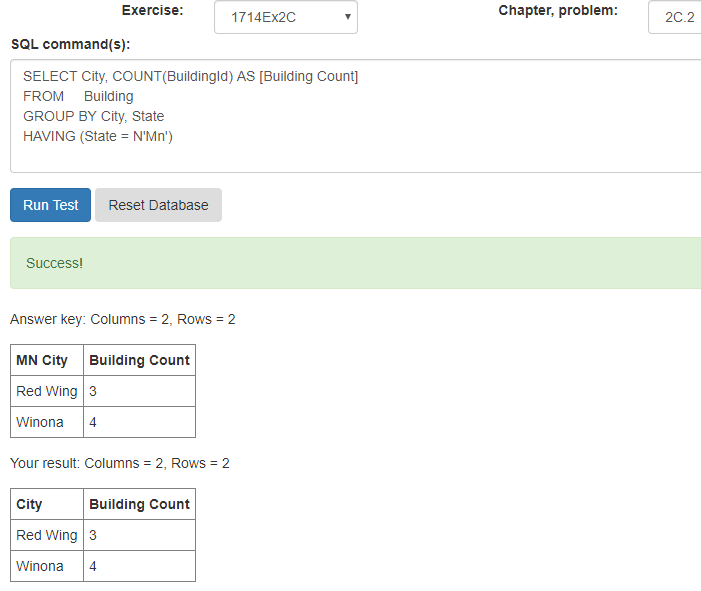 Exercise: 1714Ex2C Chapter, problem: 2C.2
SQL command(s):
SELECT City, COUNT(BuildingId) AS [Building Count]
FROM Building
GROUP BY City, State
HAVING (State = N'Mn')
Run Test Reset Database
Success!
Answer key: Columns = 2, Rows = 2
MN City Building Count
Red Wing 3
Winona 4
Your result: Columns = 2, Rows = 2
City Building Count
Red Wing 3
Winona 4